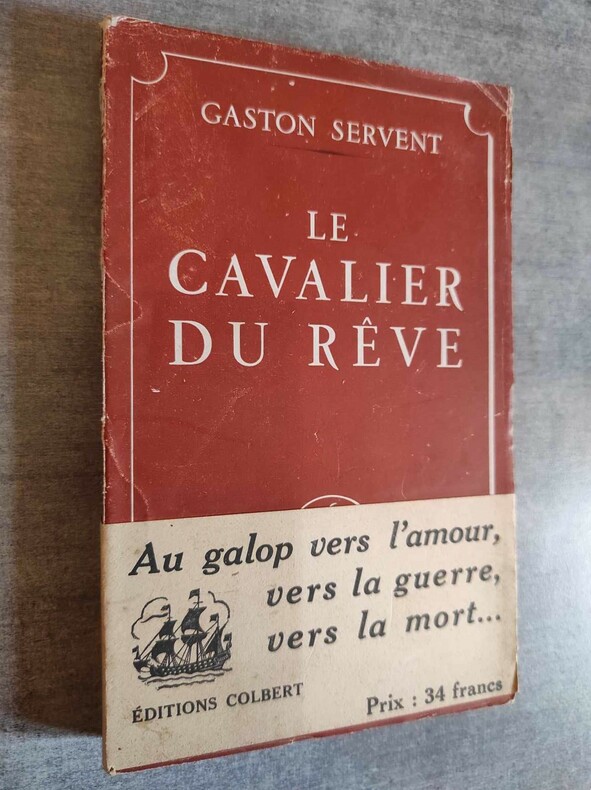 GASTON SERVENT
LE
CAVALIER
DU RÊVE
Au galop vers l'amour,
vers la guerre,
vers la mort...
ÉDITIONS COLBERT
Prix : 34 francs